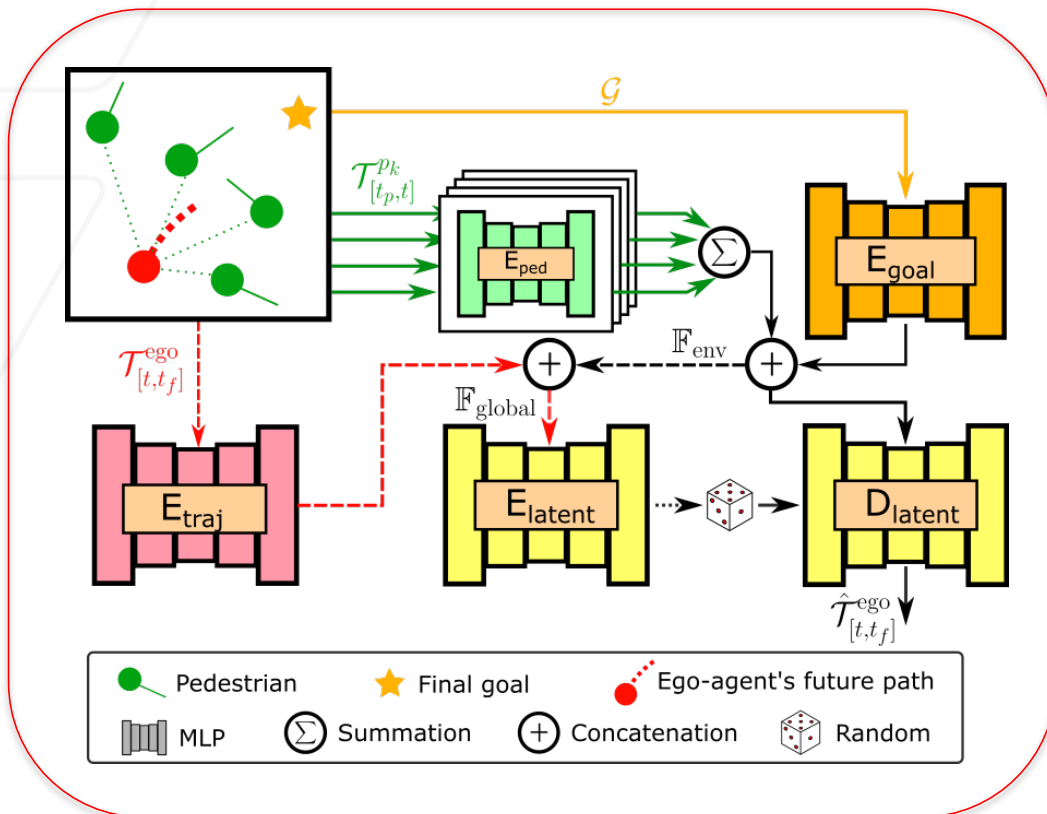 𝒢
𝒯^{p_k}_{[t_p,t]}
E_ped
Σ
E_goal
𝒯^{ego}_{[t,t_f]}
+
𝔽_env
+
𝔽_global
E_traj
E_latent
D_latent
𝒯̂^{ego}_{[t,t_f]}
Pedestrian
Final goal
Ego-agent's future path
MLP
Σ Summation
+ Concatenation
Random